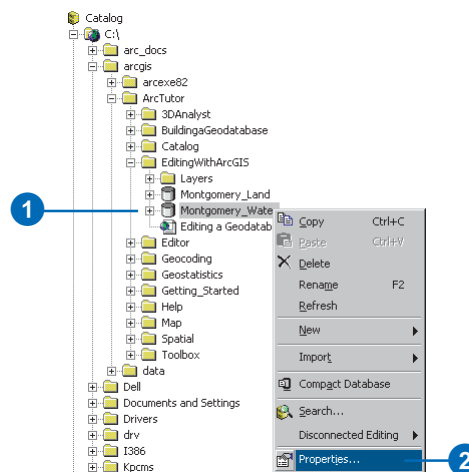 Catalog
C:\
arc_docs
arcgis
arcexe82
ArcTutor
3DAnalyst
BuildingaGeodatabase
Catalog
EditingWithArcGIS
Layers
Montgomery_Land
1 Montgomery_Wate
Editing a Geodatab
Editor
Geocoding
Geostatistics
Getting_Started
Help
Map
Spatial
Toolbox
data
Dell
Documents and Settings
Drivers
drv
I386
Kpcms
Copy Ctrl+C
Paste Ctrl+V
Delete
Rename F2
Refresh
New
Import
Compact Database
Search...
Disconnected Editing
Properties... 2